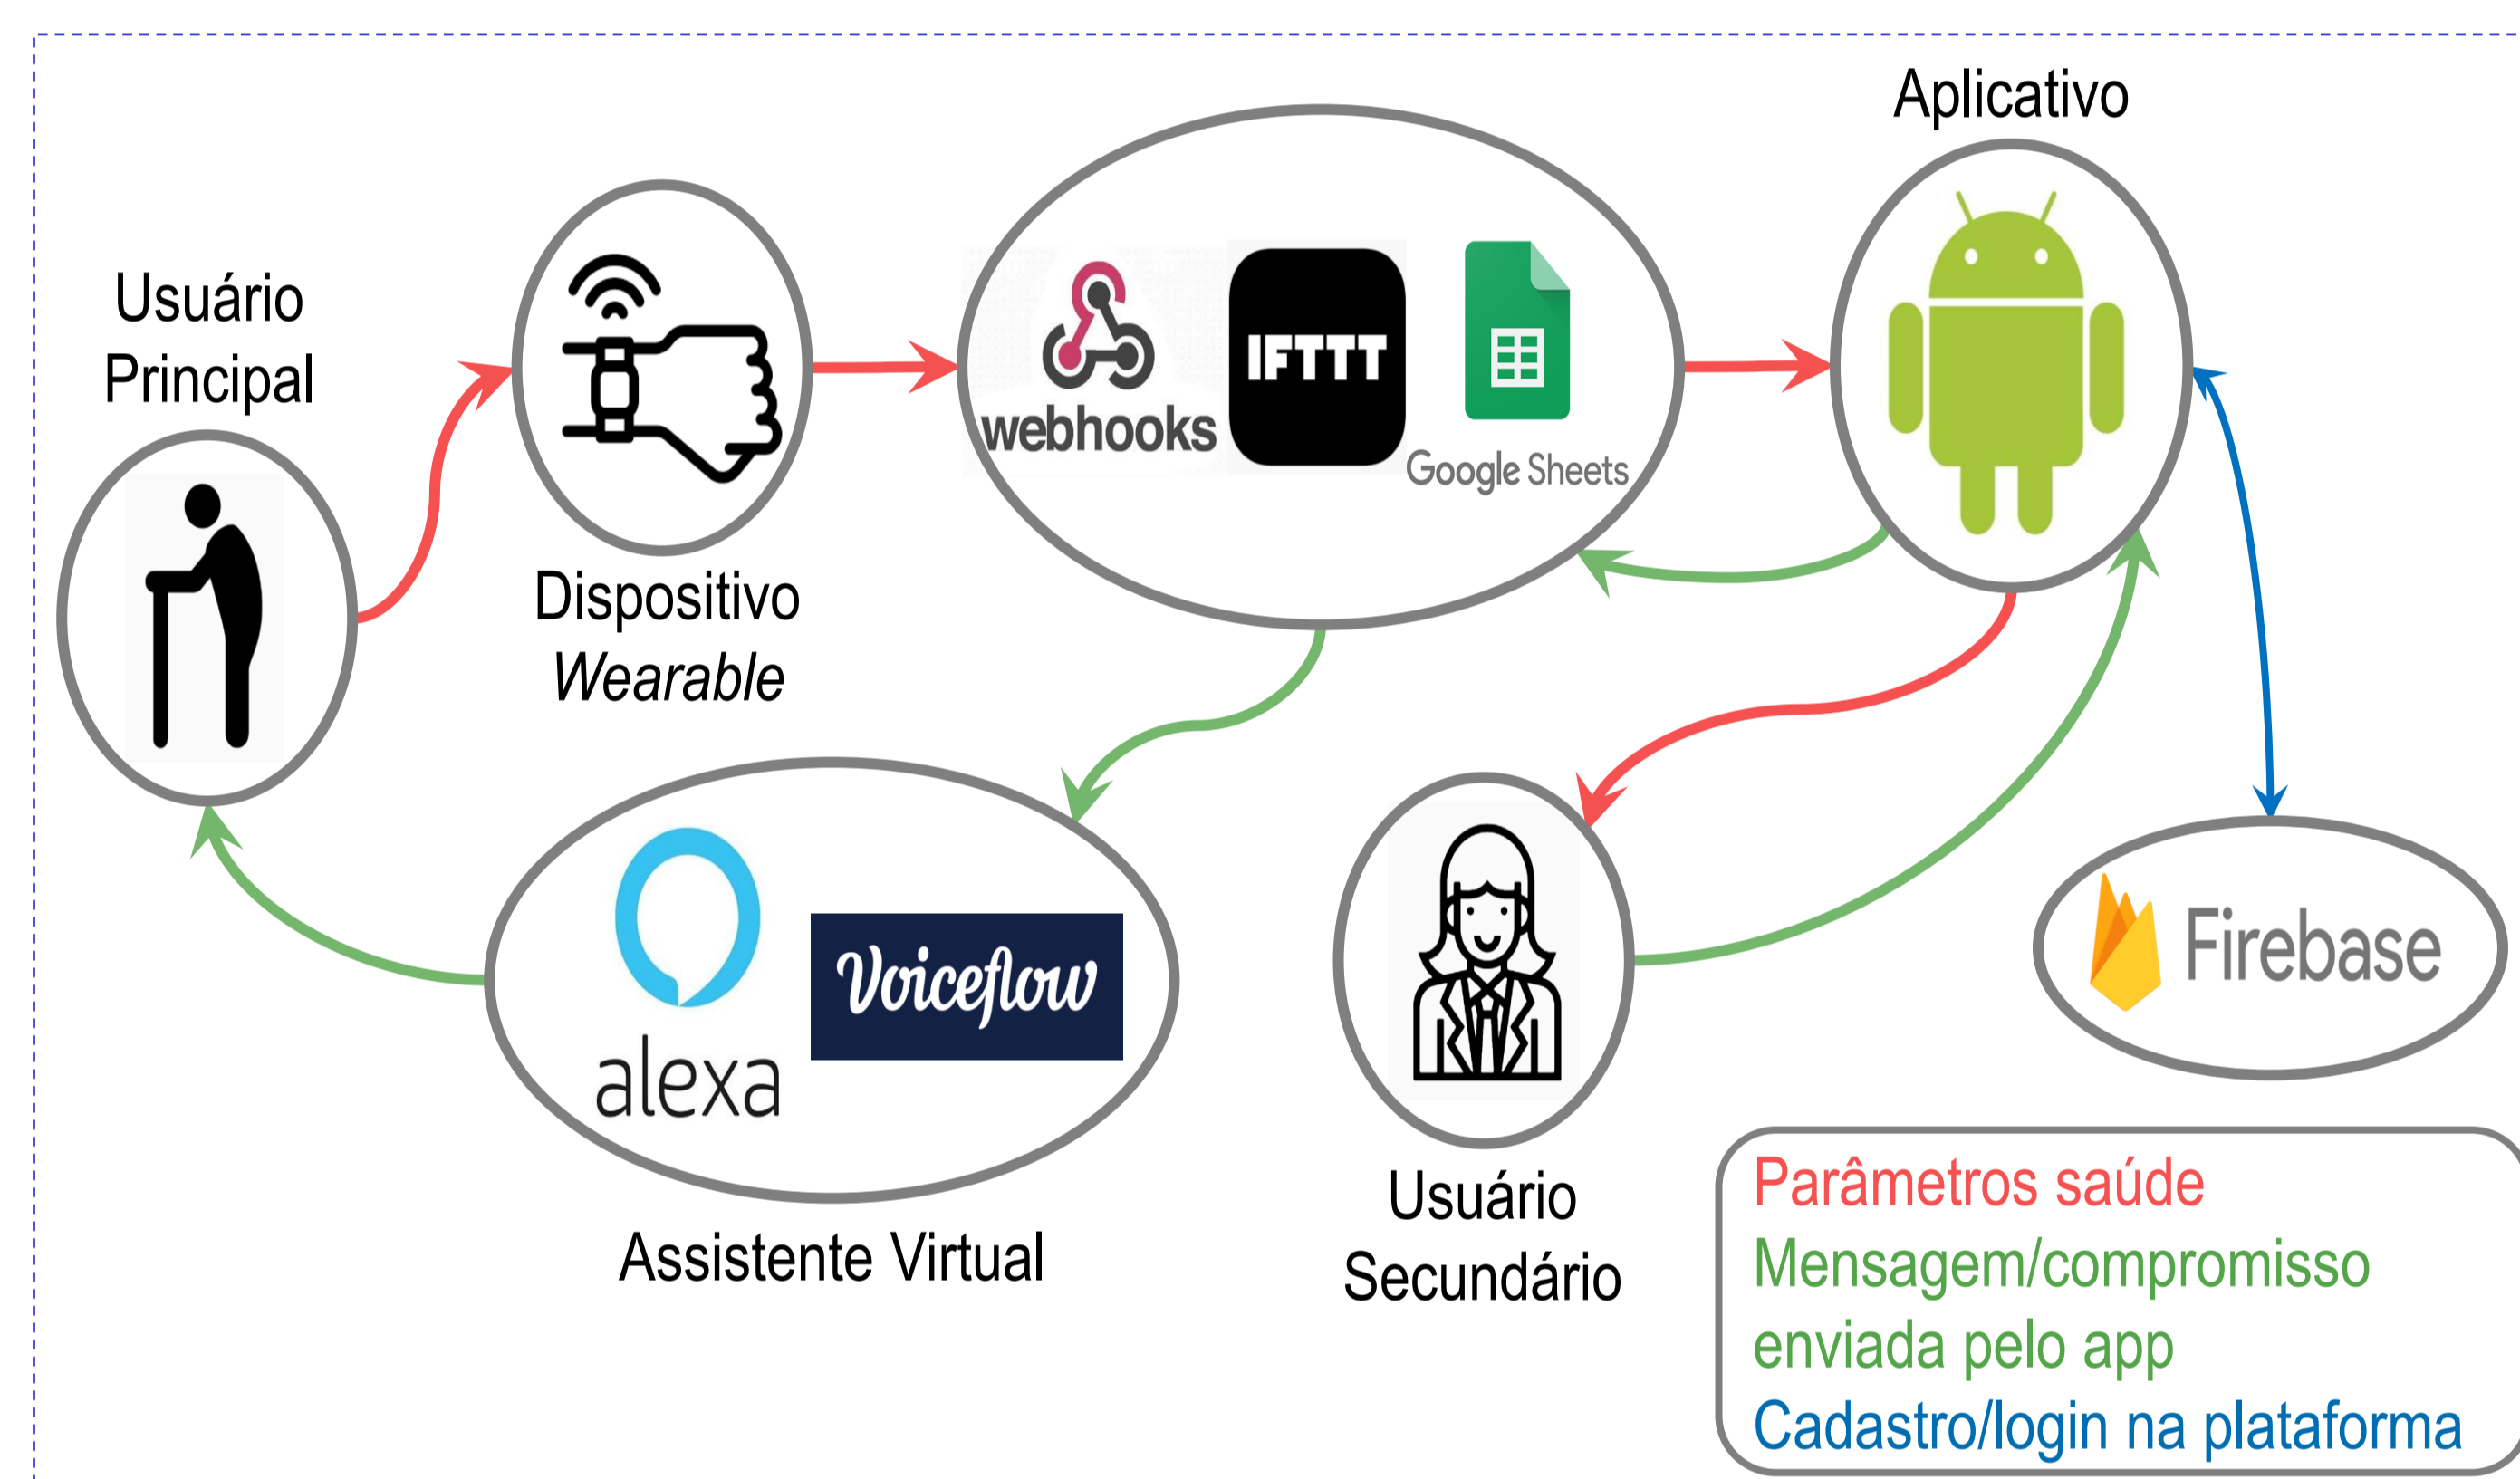 Aplicativo
Usuário
Principal
webhooks
IFTTT
Google Sheets
Dispositivo
Wearable
alexa
Voiceflow
Firebase
Assistente Virtual
Usuário
Secundário
Parâmetros saúde
Mensagem/compromisso
enviada pelo app
Cadastro/login na plataforma